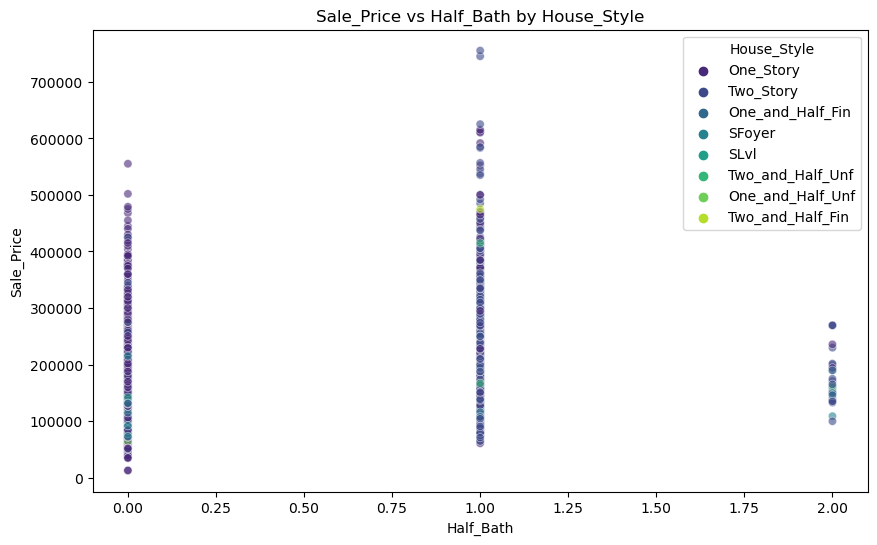 Sale_Price vs Half_Bath by House_Style
House_Style
One_Story
Two_Story
One_and_Half_Fin
SFoyer
SLvl
Two_and_Half_Unf
One_and_Half_Unf
Two_and_Half_Fin
Sale_Price
700000
600000
500000
400000
300000
200000
100000
0
0.00 0.25 0.50 0.75 1.00 1.25 1.50 1.75 2.00
Half_Bath